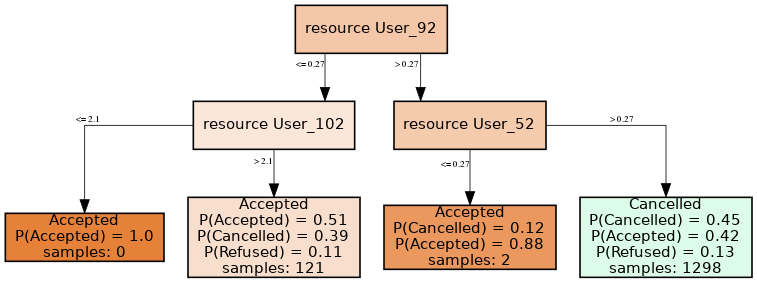 resource User_92
<= 0.27
> 0.27
resource User_102
resource User_52
<= 2.1
> 2.1
<= 0.27
> 0.27
Accepted
P(Accepted) = 1.0
samples: 0
Accepted
P(Accepted) = 0.51
P(Cancelled) = 0.39
P(Refused) = 0.11
samples: 121
Accepted
P(Cancelled) = 0.12
P(Accepted) = 0.88
samples: 2
Cancelled
P(Cancelled) = 0.45
P(Accepted) = 0.42
P(Refused) = 0.13
samples: 1298